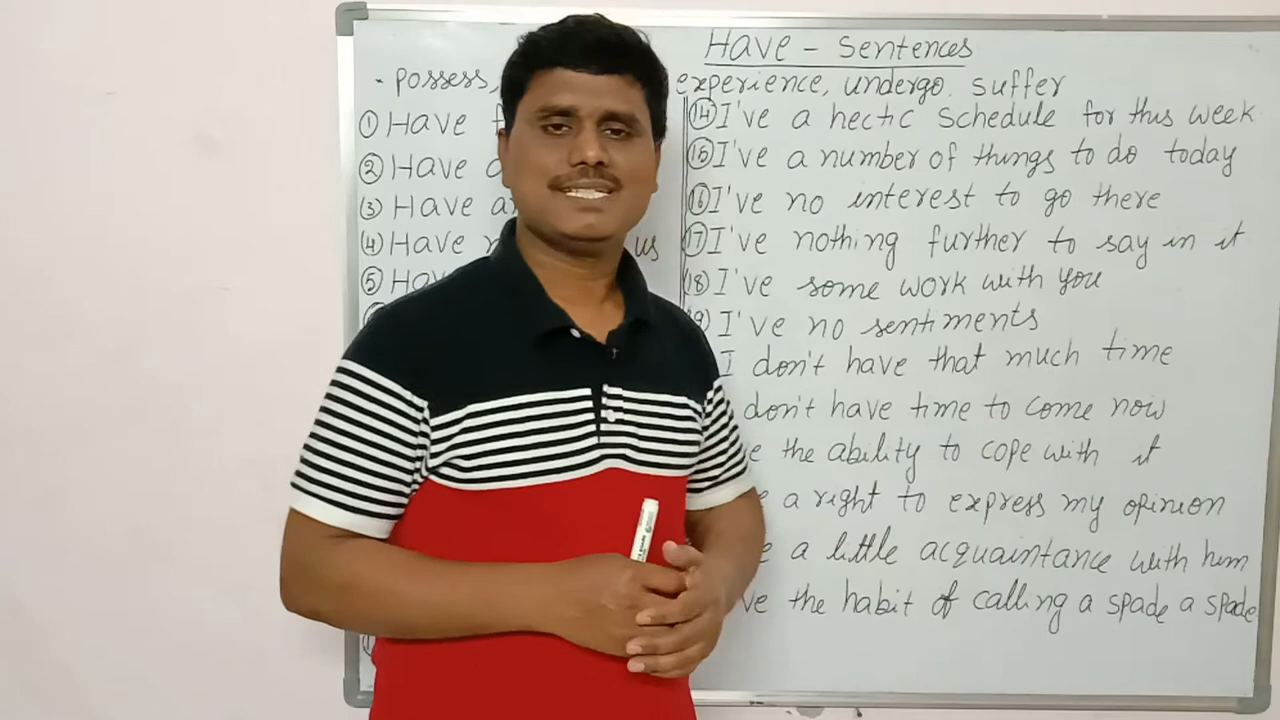 Have - Sentences
possess, experience, undergo. suffer
① Have
② Have
③ Have
④ Have us
⑤
⑭ I've a hectic schedule for this week
⑮ I've a number of things to do today
⑯ I've no interest to go there
⑰ I've nothing further to say in it
⑱ I've some work with you
I've no sentiments
I don't have that much time
don't have time to come now
the ability to cope with it
a right to express my opinion
a little acquaintance with him
the habit of calling a spade a spade